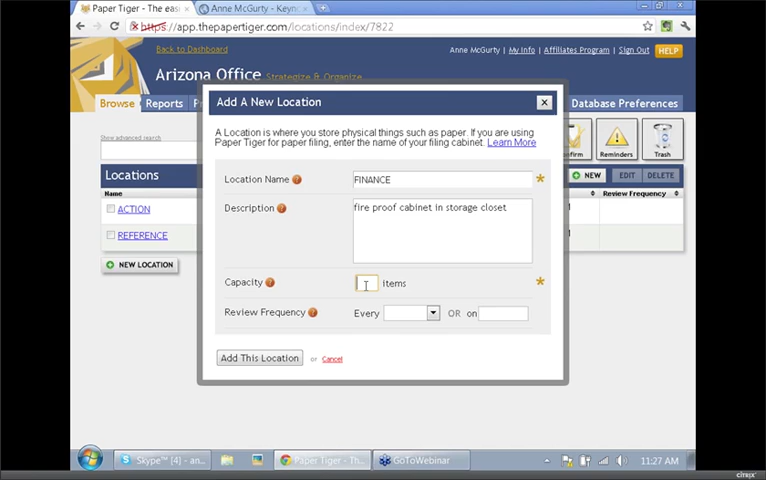 Paper Tiger - The easi
Anne McGurty - Keyno
https://app.thepapertiger.com/locations/index/7822
Back to Dashboard
Anne McGurty | My Info | Affiliates Program | Sign Out HELP
Arizona Office Strategize & Organize
Browse Reports
Database Preferences
Show advanced search
Reminders Trash
Locations
NEW EDIT DELETE
Name
Review Frequency
ACTION
REFERENCE
NEW LOCATION
Add A New Location
A Location is where you store physical things such as paper. If you are using
Paper Tiger for paper filing, enter the name of your filing cabinet. Learn More
Location Name FINANCE
Description fire proof cabinet in storage closet
Capacity items
Review Frequency Every OR on
Add This Location or Cancel
Skype™ [4] - an...
Paper Tiger - Th...
GoToWebinar
11:27 AM
CITRIX